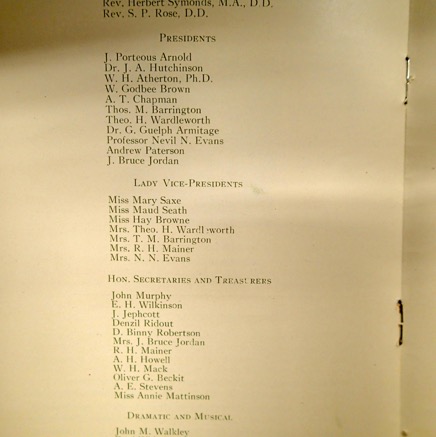 Rev. Herbert Symonds, M.A., D.D.
Rev. S. P. Rose, D.D.
PRESIDENTS
J. Porteous Arnold
Dr. J. A. Hutchinson
W. H. Atherton, Ph.D.
W. Godbee Brown
A. T. Chapman
Thos. M. Barrington
Theo. H. Wardleworth
Dr. G. Guelph Armitage
Professor Nevil N. Evans
Andrew Paterson
J. Bruce Jordan
LADY VICE-PRESIDENTS
Miss Mary Saxe
Miss Maud Seath
Miss Hay Browne
Mrs. Theo. H. Wardleworth
Mrs. T. M. Barrington
Mrs. R. H. Mainer
Mrs. N. N. Evans
HON. SECRETARIES AND TREASURERS
John Murphy
E. H. Wilkinson
J. Jephcott
Denzil Ridout
D. Binny Robertson
Mrs. J. Bruce Jordan
R. H. Mainer
A. H. Howell
W. H. Mack
Oliver G. Beckit
A. E. Stevens
Miss Annie Mattinson
DRAMATIC AND MUSICAL
John M. Walkley